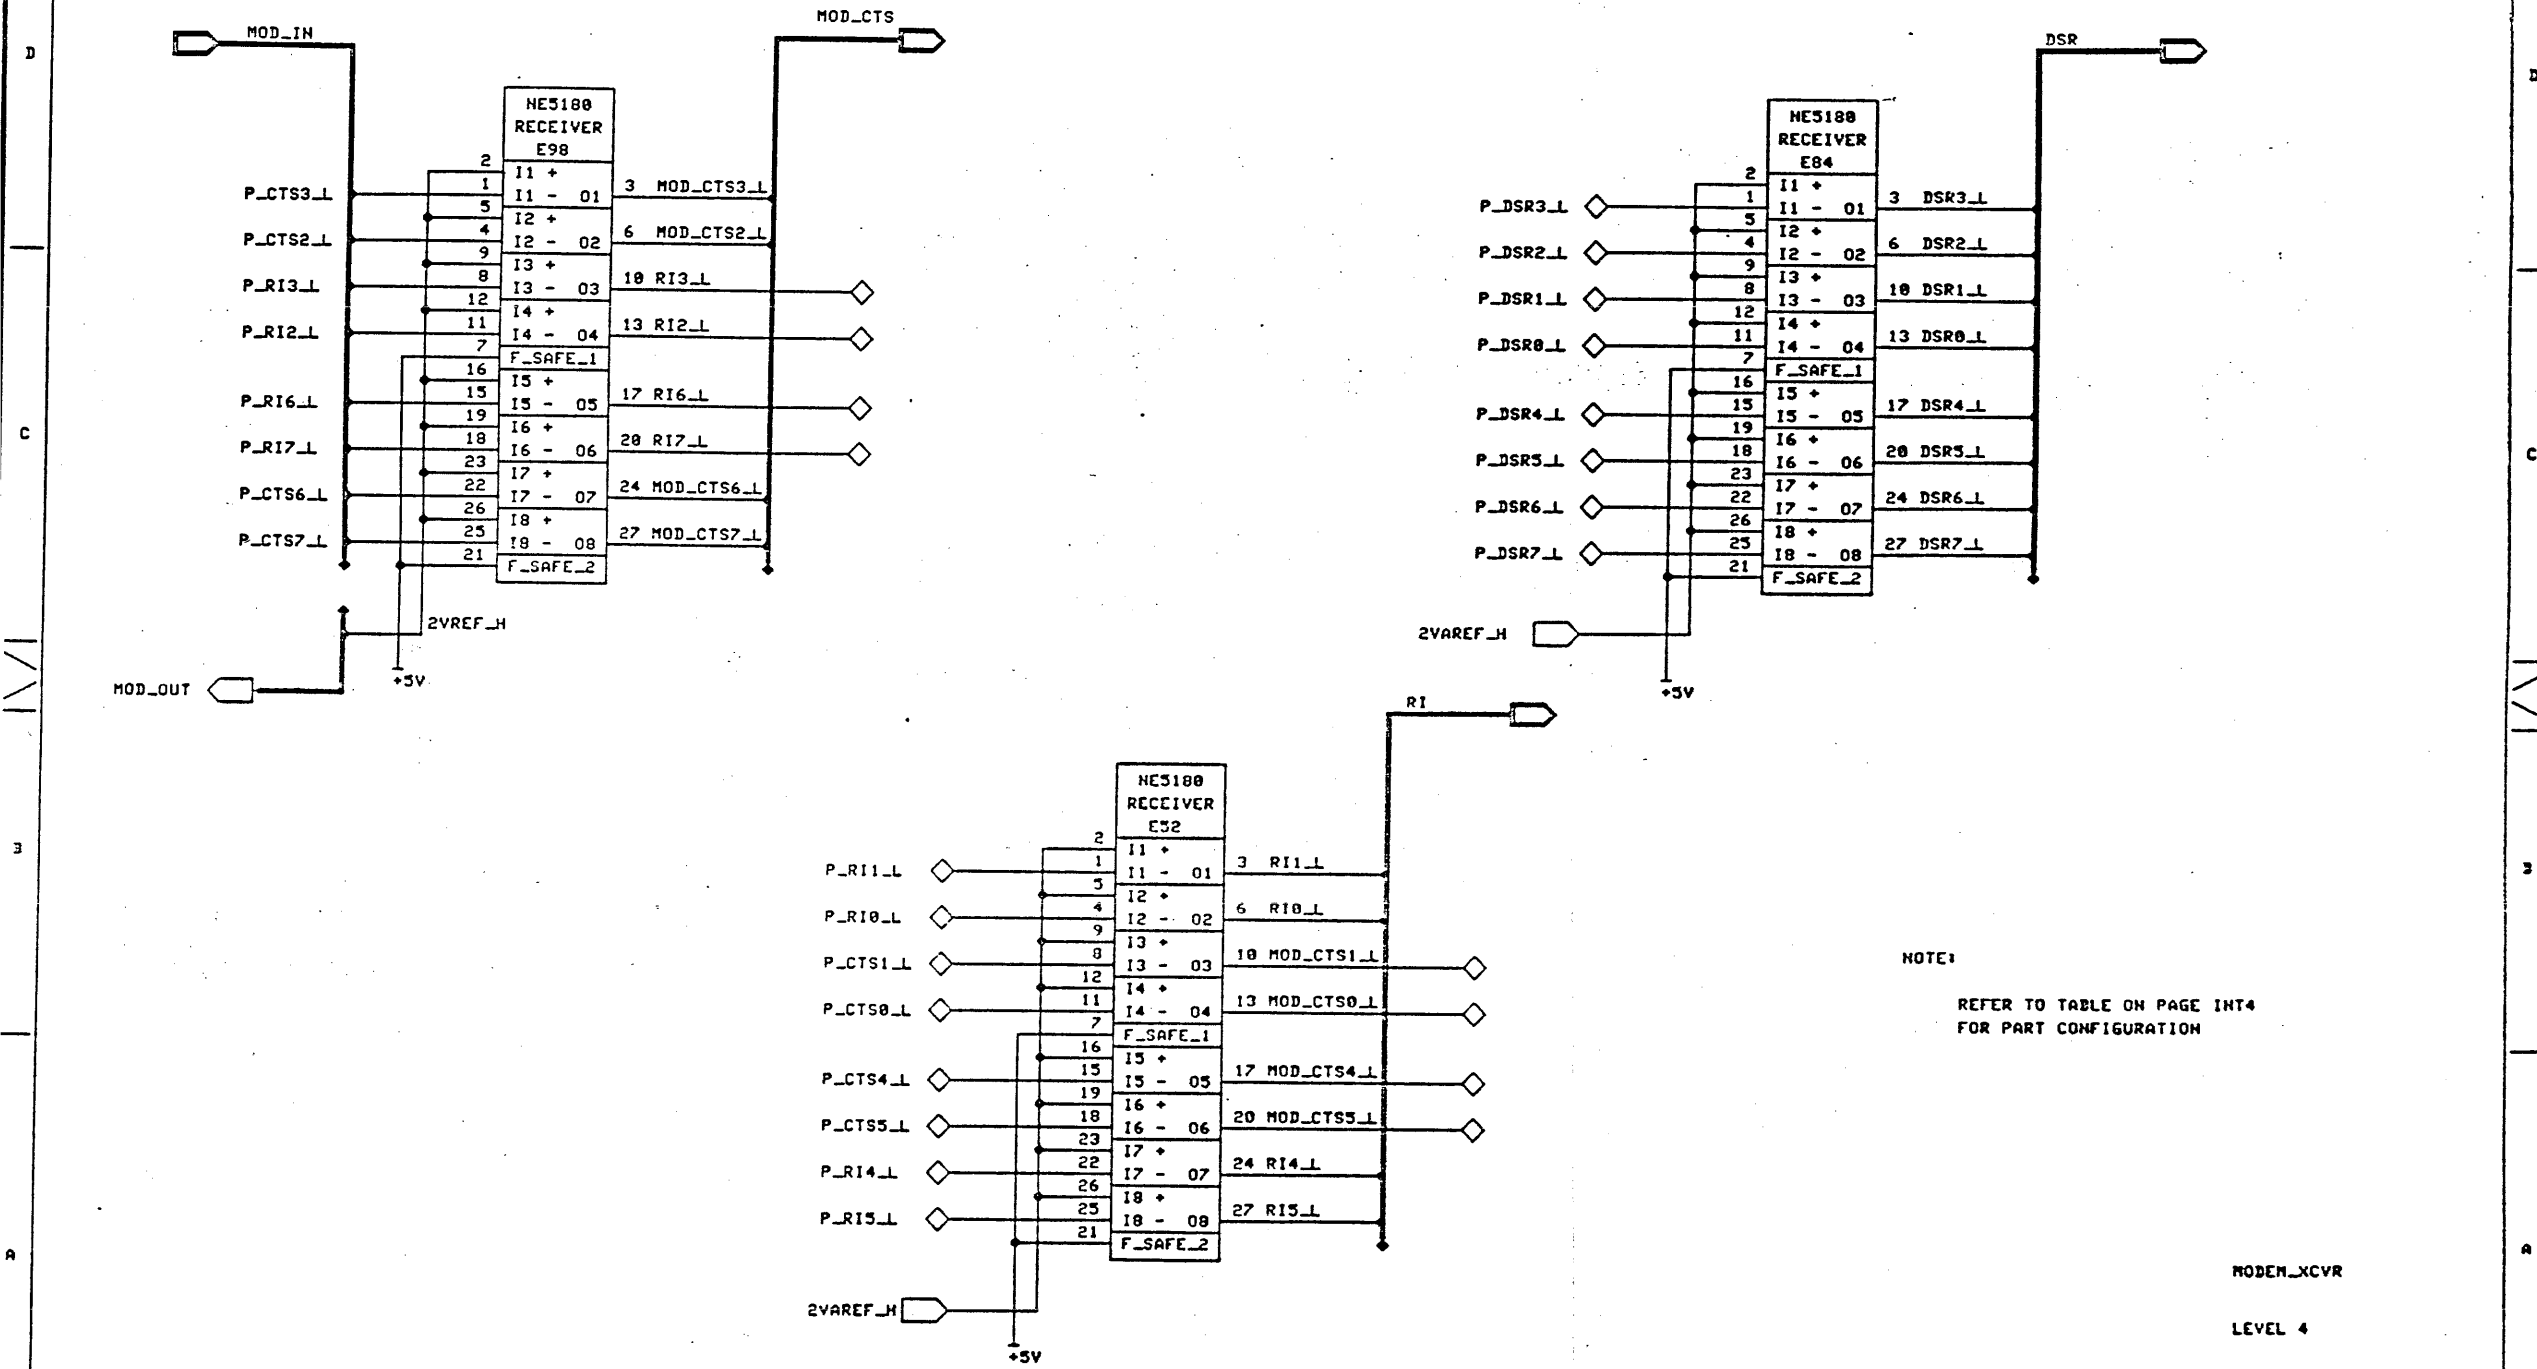 MOD_IN
MOD_CTS
DSR
D
D
NE5180
RECEIVER
E98
2 I1 +
P_CTS3_L 1 I1 - O1 3 MOD_CTS3_L
5 I2 +
P_CTS2_L 4 I2 - O2 6 MOD_CTS2_L
9 I3 +
P_RI3_L 8 I3 - O3 10 RI3_L
12 I4 +
P_RI2_L 11 I4 - O4 13 RI2_L
7 F_SAFE_1
16 I5 +
P_RI6_L 15 I5 - O5 17 RI6_L
19 I6 +
P_RI7_L 18 I6 - O6 20 RI7_L
23 I7 +
P_CTS6_L 22 I7 - O7 24 MOD_CTS6_L
26 I8 +
P_CTS7_L 25 I8 - O8 27 MOD_CTS7_L
21 F_SAFE_2
2VREF_H
MOD_OUT
+5V
NE5180
RECEIVER
E84
2 I1 +
P_DSR3_L 1 I1 - O1 3 DSR3_L
5 I2 +
P_DSR2_L 4 I2 - O2 6 DSR2_L
9 I3 +
P_DSR1_L 8 I3 - O3 10 DSR1_L
12 I4 +
P_DSR0_L 11 I4 - O4 13 DSR0_L
7 F_SAFE_1
16 I5 +
P_DSR4_L 15 I5 - O5 17 DSR4_L
19 I6 +
P_DSR5_L 18 I6 - O6 20 DSR5_L
23 I7 +
P_DSR6_L 22 I7 - O7 24 DSR6_L
26 I8 +
P_DSR7_L 25 I8 - O8 27 DSR7_L
21 F_SAFE_2
2VAREF_H
+5V
C
C
RI
NE5180
RECEIVER
E52
2 I1 +
P_RI1_L 1 I1 - O1 3 RI1_L
5 I2 +
P_RI0_L 4 I2 - O2 6 RI0_L
9 I3 +
P_CTS1_L 8 I3 - O3 10 MOD_CTS1_L
12 I4 +
P_CTS0_L 11 I4 - O4 13 MOD_CTS0_L
7 F_SAFE_1
16 I5 +
P_CTS4_L 15 I5 - O5 17 MOD_CTS4_L
19 I6 +
P_CTS5_L 18 I6 - O6 20 MOD_CTS5_L
23 I7 +
P_RI4_L 22 I7 - O7 24 RI4_L
26 I8 +
P_RI5_L 25 I8 - O8 27 RI5_L
21 F_SAFE_2
2VAREF_H
+5V
B
B
NOTE:
REFER TO TABLE ON PAGE INT4
FOR PART CONFIGURATION
A
A
MODEM_XCVR
LEVEL 4